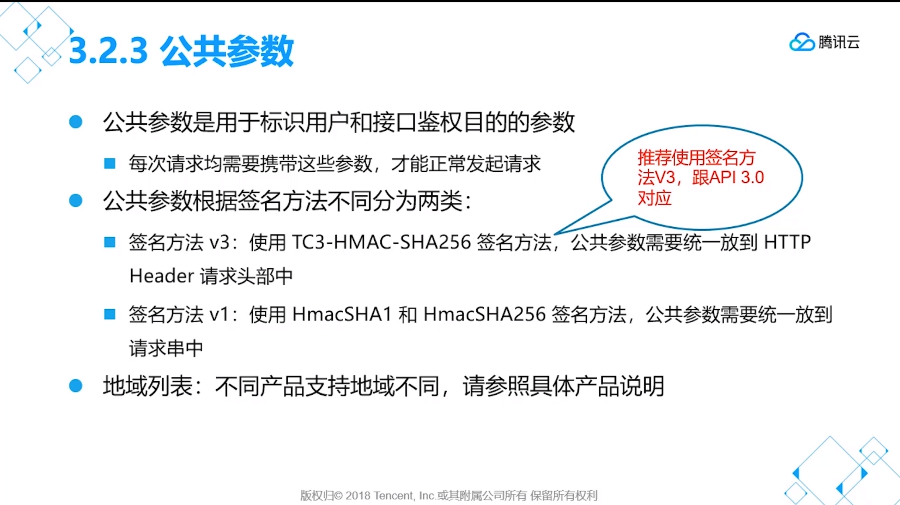 3.2.3 公共参数
腾讯云
公共参数是用于标识用户和接口鉴权目的的参数
每次请求均需要携带这些参数，才能正常发起请求
推荐使用签名方
法V3，跟API 3.0
对应
公共参数根据签名方法不同分为两类：
签名方法 v3：使用 TC3-HMAC-SHA256 签名方法，公共参数需要统一放到 HTTP
Header 请求头部中
签名方法 v1：使用 HmacSHA1 和 HmacSHA256 签名方法，公共参数需要统一放到
请求串中
地域列表：不同产品支持地域不同，请参照具体产品说明
版权归© 2018 Tencent, Inc 或其附属公司所有 保留所有权利